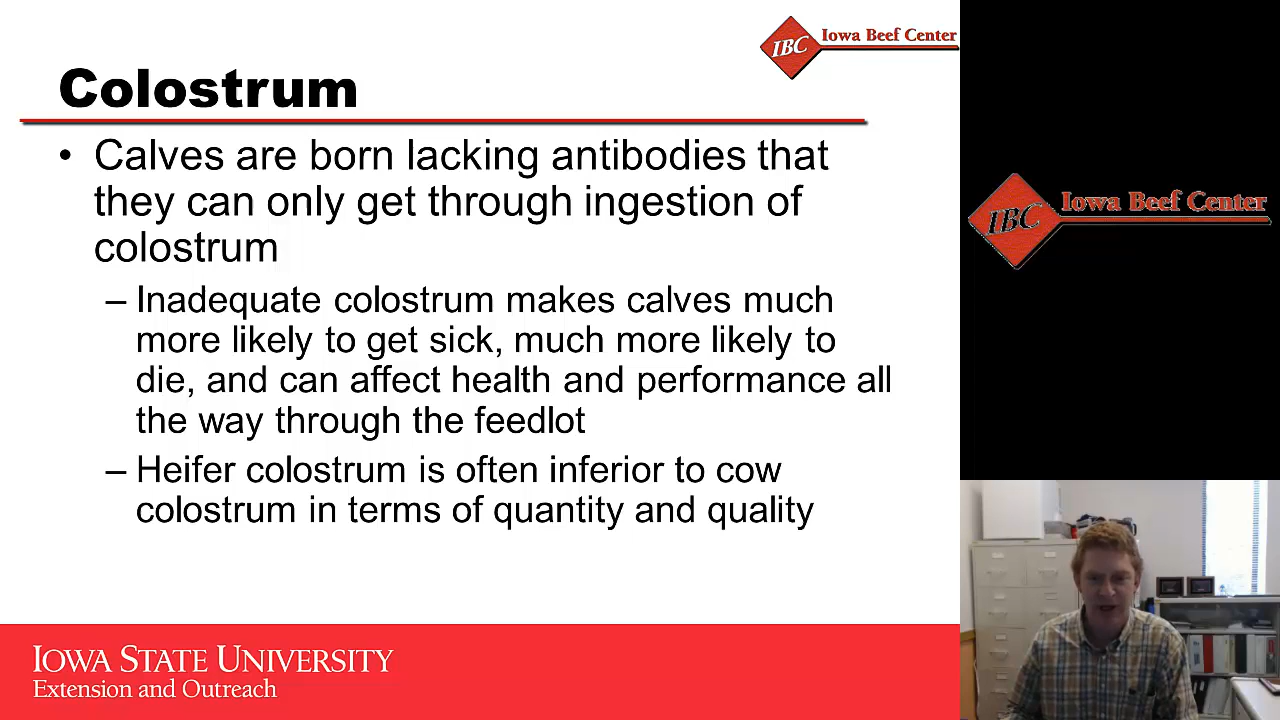 IBC Iowa Beef Center
Colostrum
• Calves are born lacking antibodies that
they can only get through ingestion of
colostrum
– Inadequate colostrum makes calves much
more likely to get sick, much more likely to
die, and can affect health and performance all
the way through the feedlot
– Heifer colostrum is often inferior to cow
colostrum in terms of quantity and quality
IOWA STATE UNIVERSITY
Extension and Outreach
IBC Iowa Beef Center